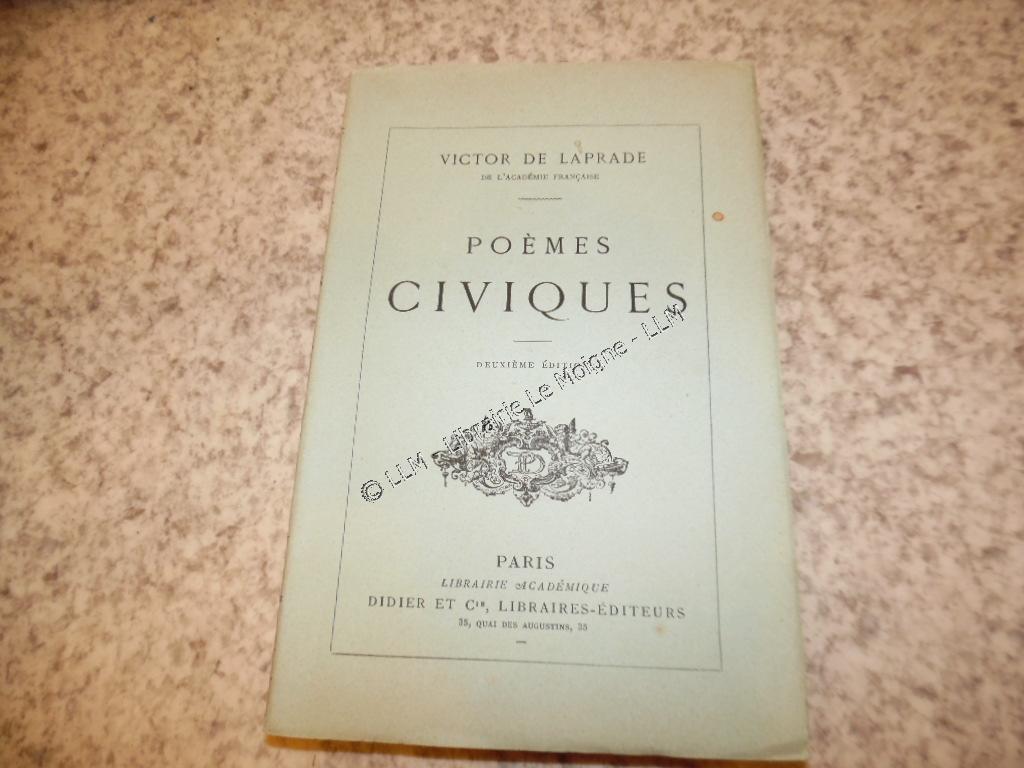 VICTOR DE LAPRADE
DE L'ACADÉMIE FRANÇAISE
POÈMES
CIVIQUES
DEUXIÈME ÉDITION
© LLM - Librairie Le Moigne - LLM
PD
PARIS
LIBRAIRIE ACADÉMIQUE
DIDIER ET Cie, LIBRAIRES-ÉDITEURS
35, QUAI DES AUGUSTINS, 35